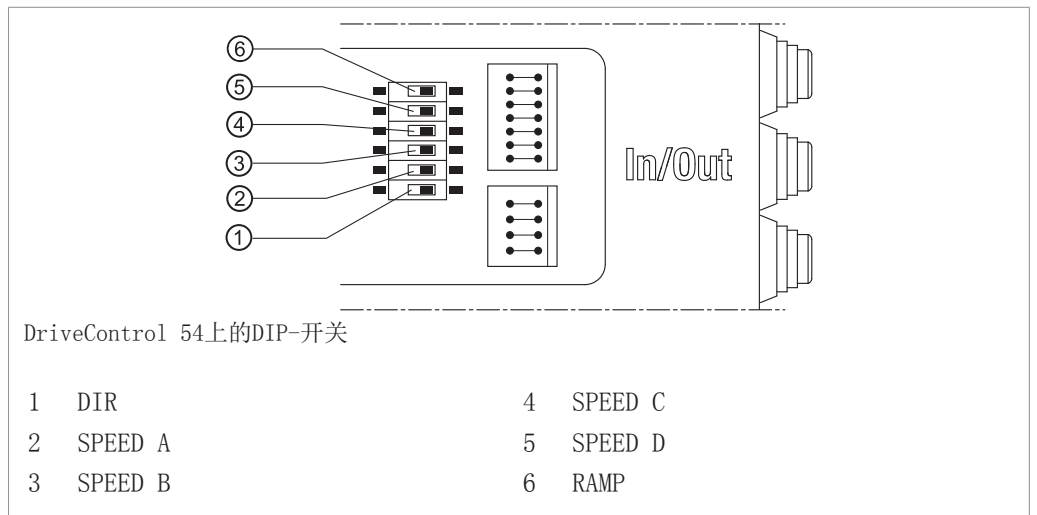 6
5
4
3
2
1
In/Out
DriveControl 54上的DIP-开关
1 DIR
2 SPEED A
3 SPEED B
4 SPEED C
5 SPEED D
6 RAMP